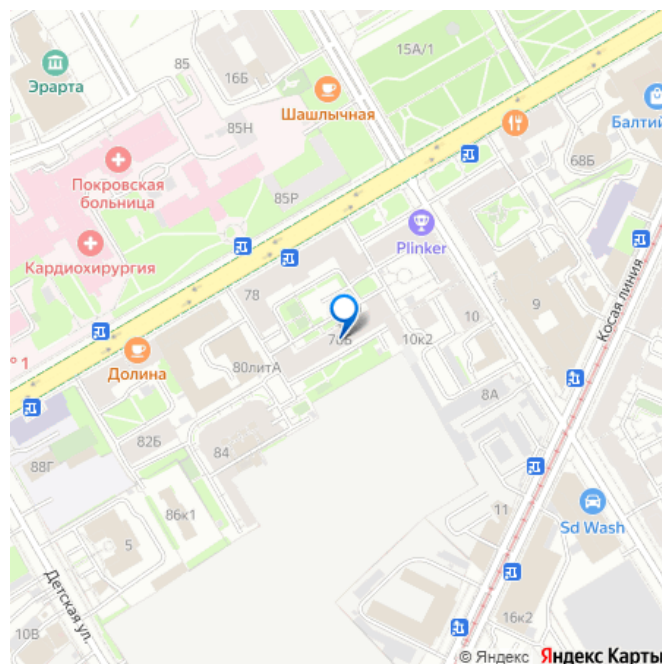 15А/1
85
Эрарта
16Б
Шашлычная
Балтий
85Н
68Б
Покровская
больница
85Р
Plinker
Кардиохирургия
Косая линия
78
9
10
78Б
10к2
° 1
Долина
80литА
8А
82Б
84
88Г
86к1
11
Sd Wash
5
Детская ул.
16к2
10В
© Яндекс Яндекс Карты